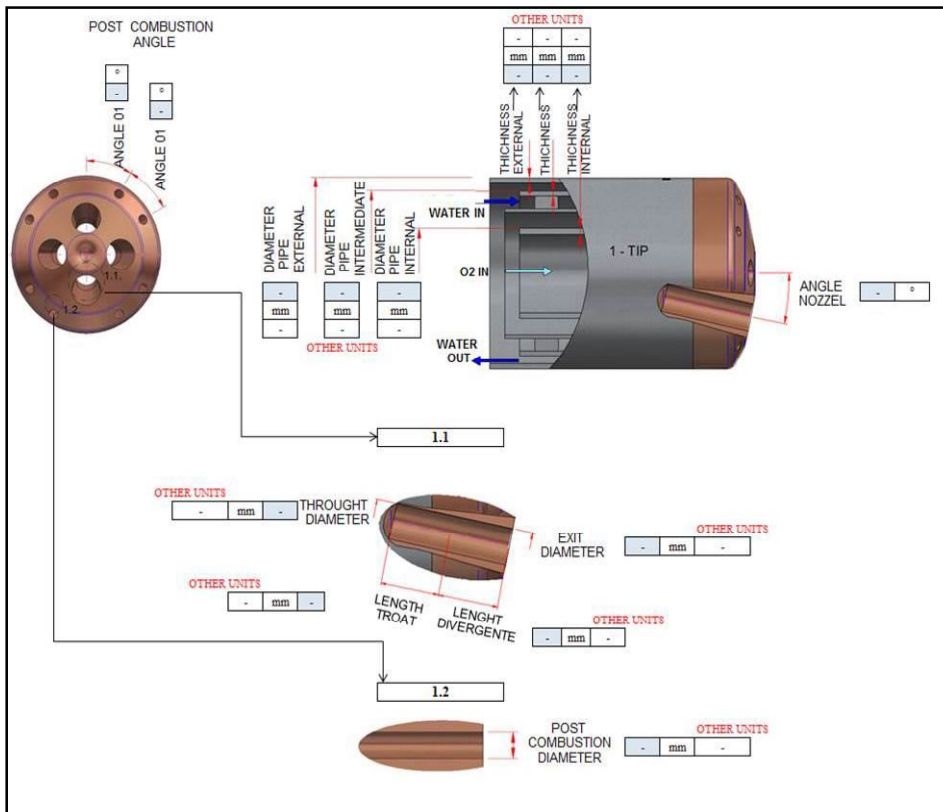 POST COMBUSTION
ANGLE
°
-
°
-
ANGLE 01
ANGLE 01
1.1.
1.2.
OTHER UNITS
- - -
mm mm mm
- - -
THICHNESS
EXTERNAL
THICHNESS
THICHNESS
INTERNAL
WATER IN
O2 IN
WATER
OUT
1 - TIP
DIAMETER
PIPE
EXTERNAL
DIAMETER
PIPE
INTERMEDIATE
DIAMETER
PIPE
INTERNAL
- - -
mm mm mm
- - -
OTHER UNITS
ANGLE
NOZZEL
- °
1.1
OTHER UNITS
- mm -
THROUGHT
DIAMETER
EXIT
DIAMETER
OTHER UNITS
- mm -
OTHER UNITS
- mm -
LENGTH
TROAT
LENGHT
DIVERGENTE
OTHER UNITS
- mm -
1.2
POST
COMBUSTION
DIAMETER
OTHER UNITS
- mm -